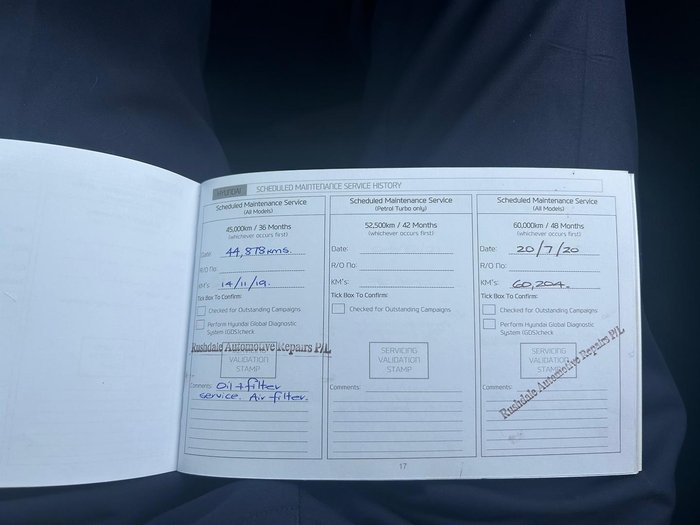 HYUNDAI SCHEDULED MAINTENANCE SERVICE HISTORY
Scheduled Maintenance Service
(All Models)
45,000km / 36 Months
(whichever occurs first)
Date: 44,878kms.
R/O No:
KM's: 14/11/19.
Tick Box To Confirm:
Checked for Outstanding Campaigns
Perform Hyundai Global Diagnostic
System (GDS)check
Rushdale Automotive Repairs P/L
VALIDATION
STAMP
Comments: Oil + filter
service. Air filter.
Scheduled Maintenance Service
(Petrol Turbo only)
52,500km / 42 Months
(whichever occurs first)
Date:
R/O No:
KM's:
Tick Box To Confirm:
Checked for Outstanding Campaigns
SERVICING
VALIDATION
STAMP
Comments:
Scheduled Maintenance Service
(All Models)
60,000km / 48 Months
(whichever occurs first)
Date: 20/7/20
R/O No:
KM's: 60,204.
Tick Box To Confirm:
Checked for Outstanding Campaigns
Perform Hyundai Global Diagnostic
System (GDS)check
SERVICING
VALIDATION
STAMP
Rushdale Automotive Repairs P/L
Comments:
17